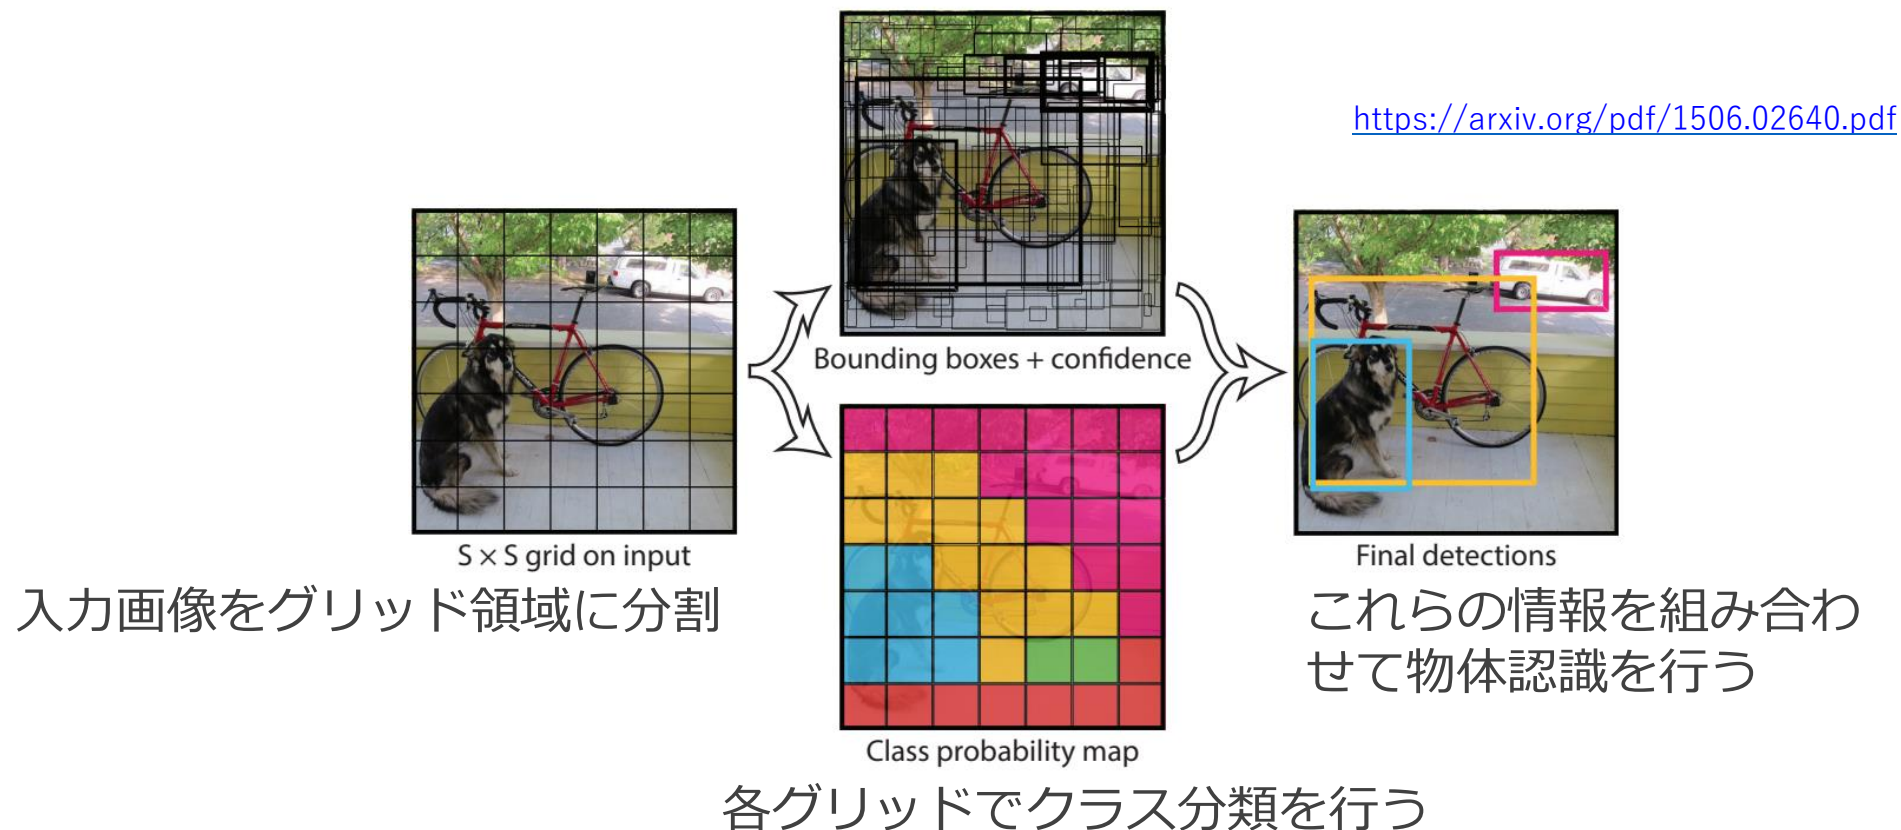 https://arxiv.org/pdf/1506.02640.pdf
Bounding boxes + confidence
S × S grid on input
入力画像をグリッド領域に分割
Class probability map
各グリッドでクラス分類を行う
Final detections
これらの情報を組み合わ
せて物体認識を行う